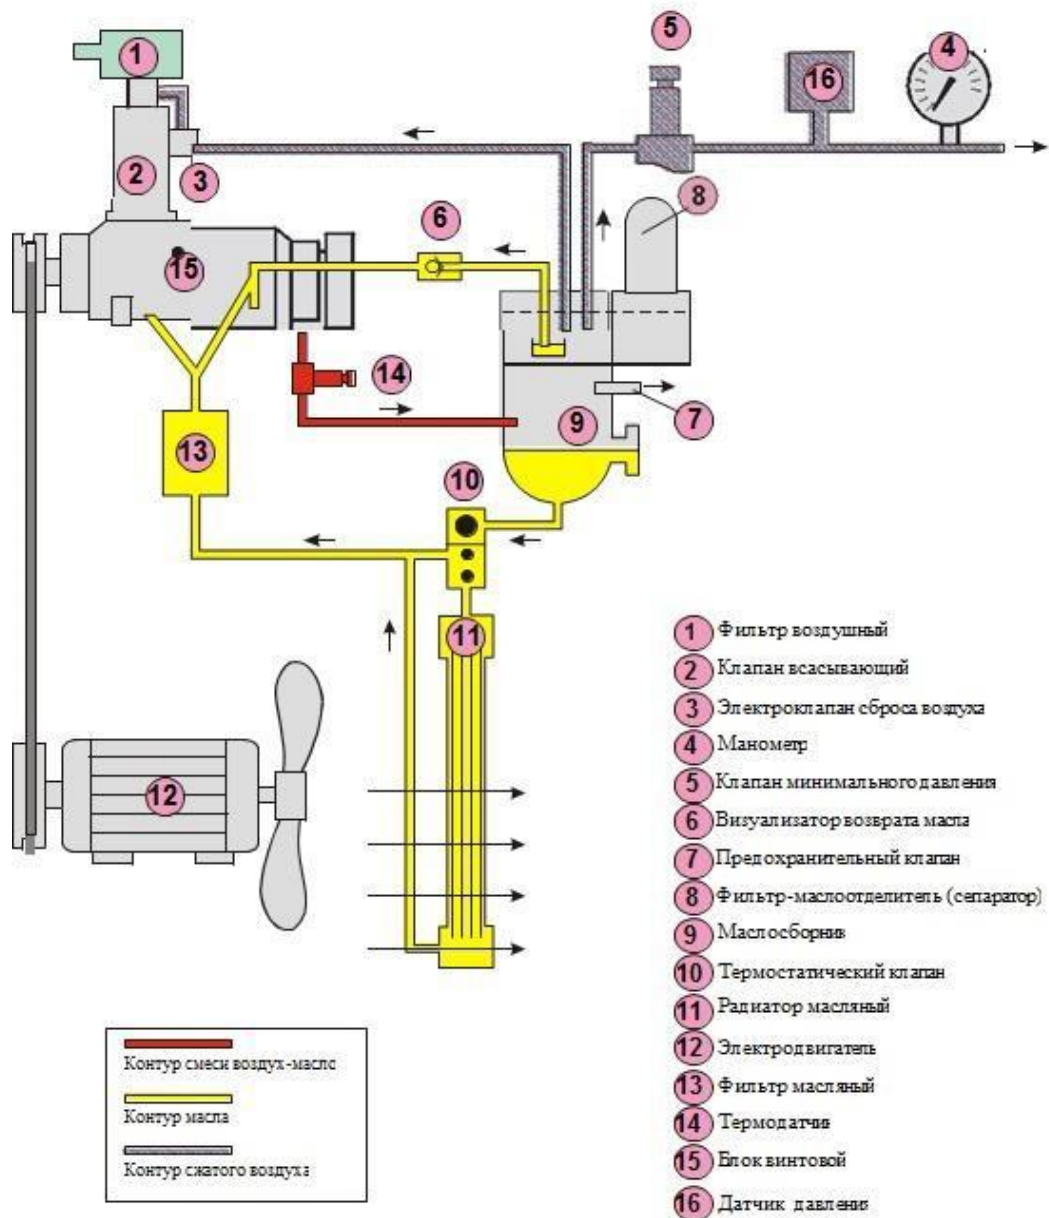 1
5
16
4
2
3
6
8
15
14
7
13
9
10
11
12
1 Фильтр воздушный
2 Клапан всасывающий
3 Электроклапан сброса воздуха
4 Манометр
5 Клапан минимального давления
6 Визуализатор возврата масла
7 Предохранительный клапан
8 Фильтр-маслоотделитель (сепаратор)
9 Маслосборник
10 Термостатический клапан
11 Радиатор масляный
12 Электродвигатель
13 Фильтр масляный
14 Термодатчик
15 Блок винтовой
16 Датчик давления
Контур смеси воздух-масло
Контур масла
Контур сжатого воздуха